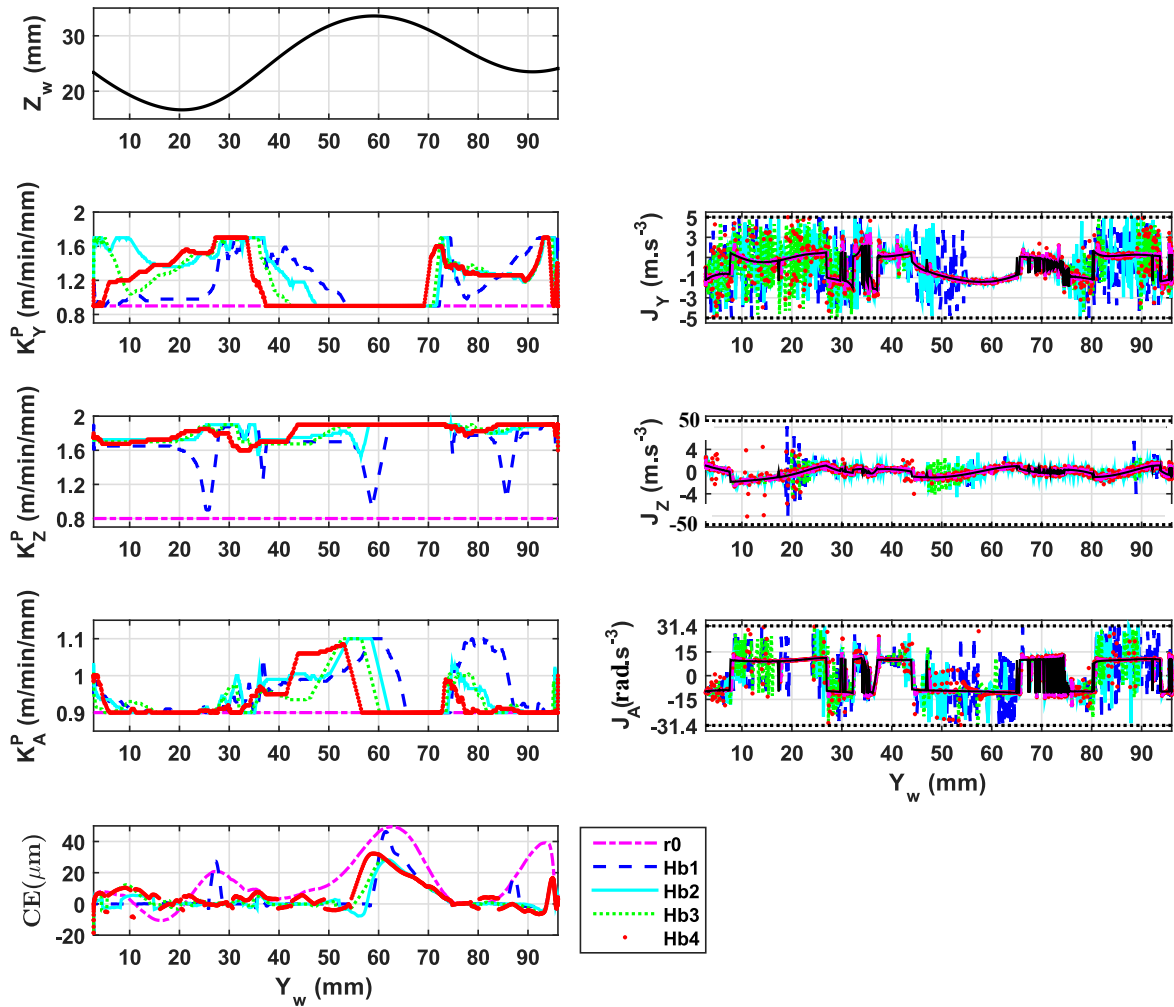 Z_w (mm)
30
20
10 20 30 40 50 60 70 80 90
K_Y^P (m/min/mm)
2
1.6
1.2
0.8
10 20 30 40 50 60 70 80 90
J_Y (m.s^-3)
5
3
1
-1
-3
-5
10 20 30 40 50 60 70 80 90
K_Z^P (m/min/mm)
2
1.6
1.2
0.8
10 20 30 40 50 60 70 80 90
J_Z (m.s^-3)
50
4
0
-4
-50
10 20 30 40 50 60 70 80 90
K_A^P (m/min/mm)
1.1
1
0.9
10 20 30 40 50 60 70 80 90
J_A(rad.s^-3)
31.4
15
0
-15
-31.4
10 20 30 40 50 60 70 80 90
Y_w (mm)
CE(μm)
40
20
0
-20
10 20 30 40 50 60 70 80 90
Y_w (mm)
r0
Hb1
Hb2
Hb3
Hb4